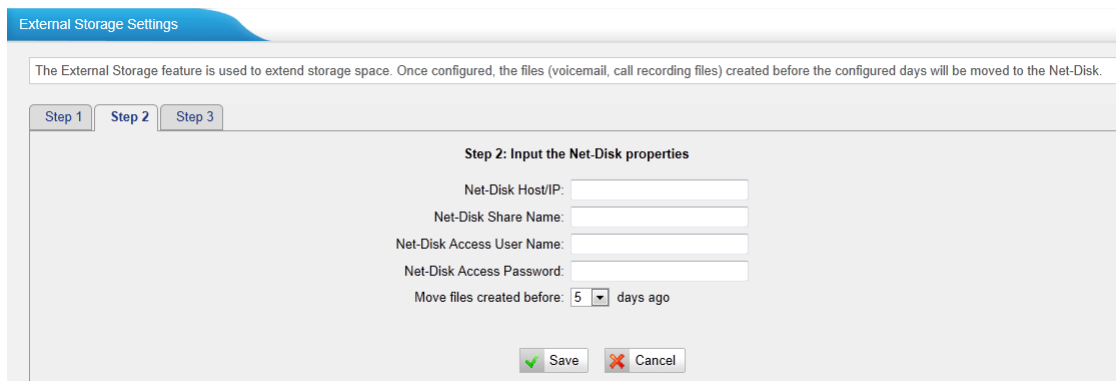 External Storage Settings
The External Storage feature is used to extend storage space. Once configured, the files (voicemail, call recording files) created before the configured days will be moved to the Net-Disk.
Step 1 Step 2 Step 3
Step 2: Input the Net-Disk properties
Net-Disk Host/IP:
Net-Disk Share Name:
Net-Disk Access User Name:
Net-Disk Access Password:
Move files created before: 5 days ago
Save Cancel